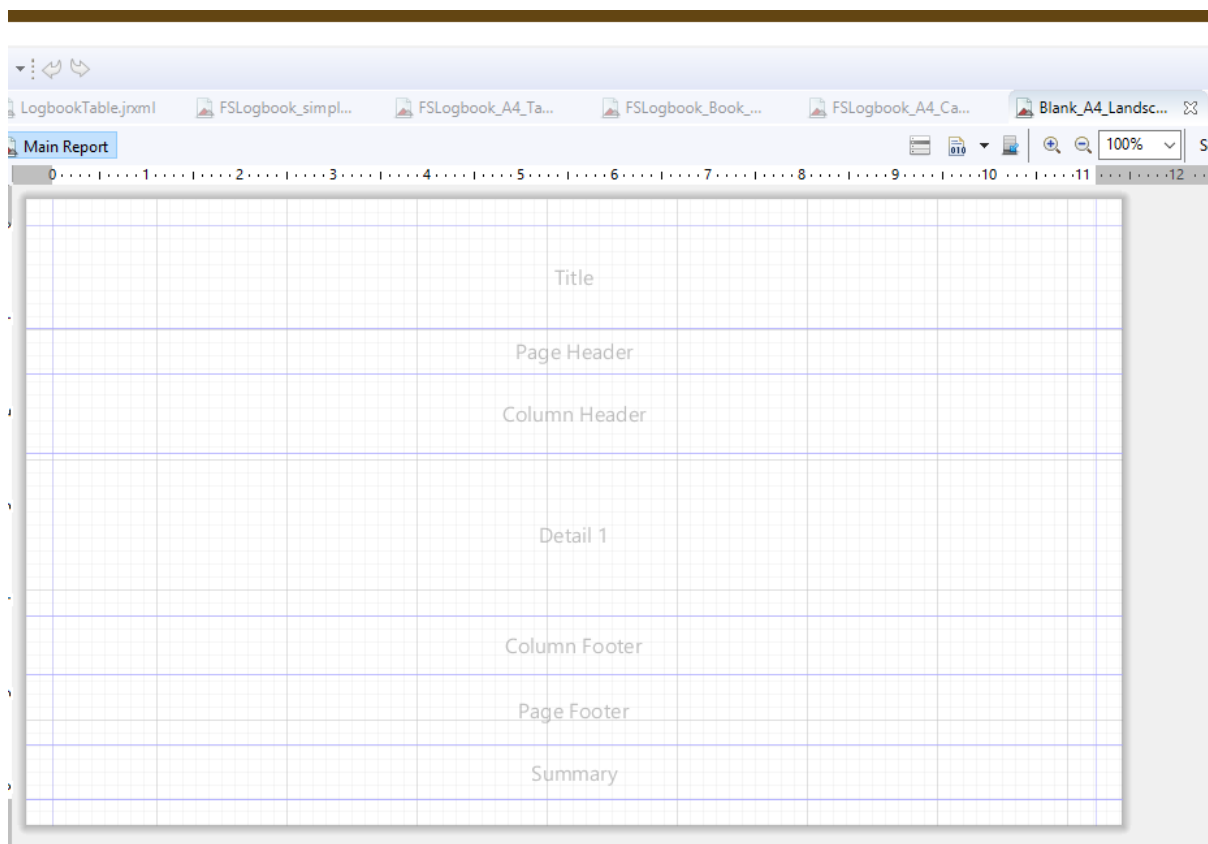 LogbookTable.jrxml FSLogbook_simpl... FSLogbook_A4_Ta... FSLogbook_Book_... FSLogbook_A4_Ca... Blank_A4_Landsc...
Main Report 010 100% S
0 1 2 3 4 5 6 7 8 9 10 11 12
Title
Page Header
Column Header
Detail 1
Column Footer
Page Footer
Summary